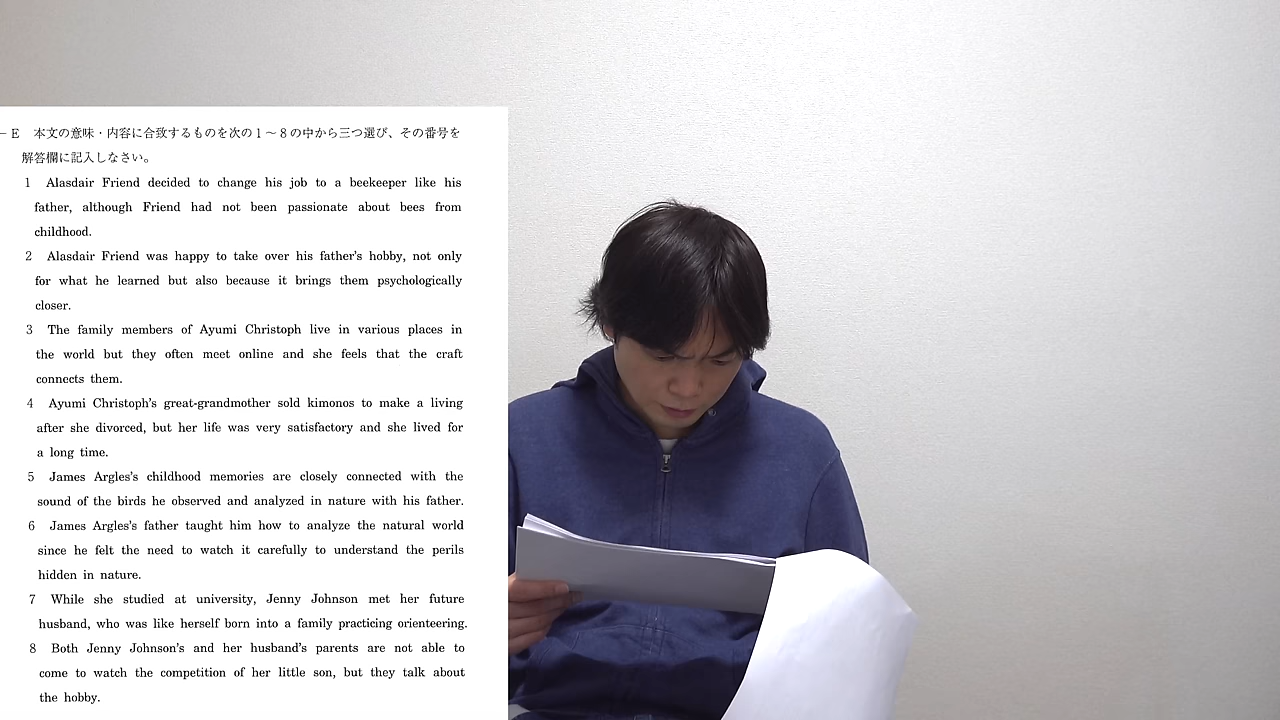 – E 本文の意味・内容に合致するものを次の1～8の中から三つ選び、その番号を
解答欄に記入しなさい。
1 Alasdair Friend decided to change his job to a beekeeper like his
father, although Friend had not been passionate about bees from
childhood.
2 Alasdair Friend was happy to take over his father's hobby, not only
for what he learned but also because it brings them psychologically
closer.
3 The family members of Ayumi Christoph live in various places in
the world but they often meet online and she feels that the craft
connects them.
4 Ayumi Christoph's great-grandmother sold kimonos to make a living
after she divorced, but her life was very satisfactory and she lived for
a long time.
5 James Argles's childhood memories are closely connected with the
sound of the birds he observed and analyzed in nature with his father.
6 James Argles's father taught him how to analyze the natural world
since he felt the need to watch it carefully to understand the perils
hidden in nature.
7 While she studied at university, Jenny Johnson met her future
husband, who was like herself born into a family practicing orienteering.
8 Both Jenny Johnson's and her husband's parents are not able to
come to watch the competition of her little son, but they talk about
the hobby.